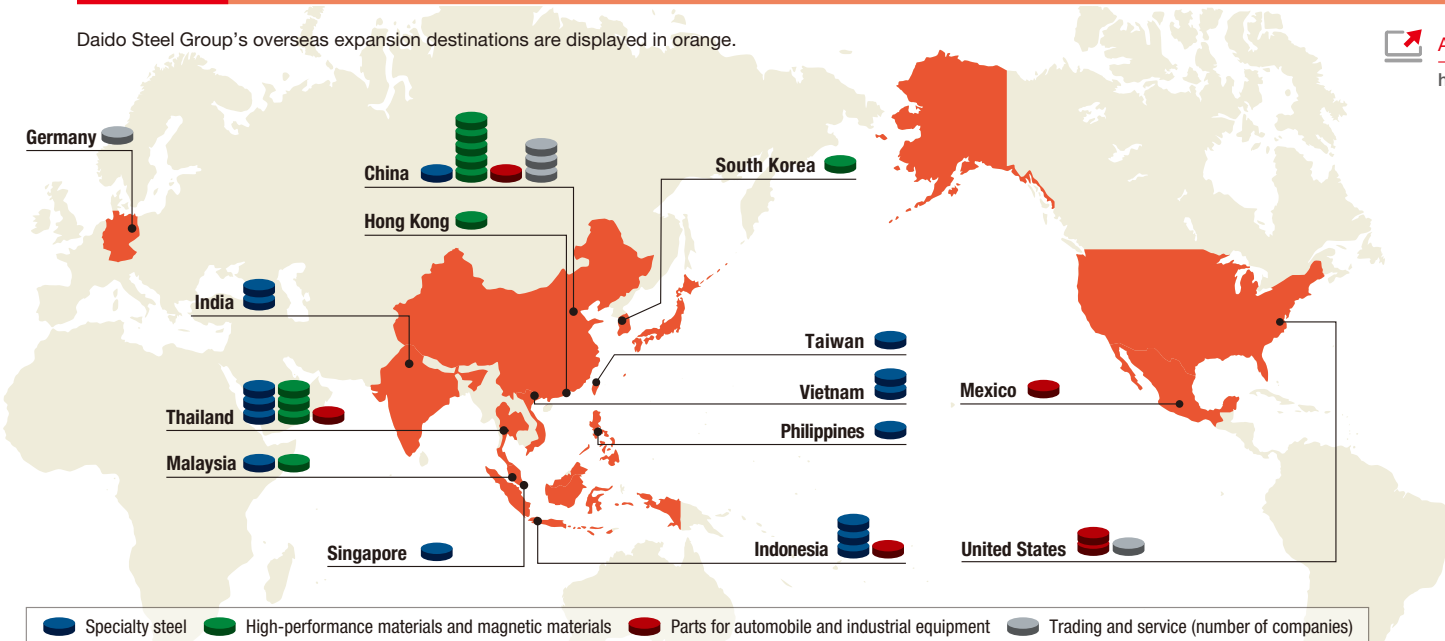 Daido Steel Group's overseas expansion destinations are displayed in orange.
A
h
Germany
China
South Korea
Hong Kong
India
Taiwan
Vietnam
Mexico
Thailand
Philippines
Malaysia
Singapore
Indonesia
United States
Specialty steel High-performance materials and magnetic materials Parts for automobile and industrial equipment Trading and service (number of companies)